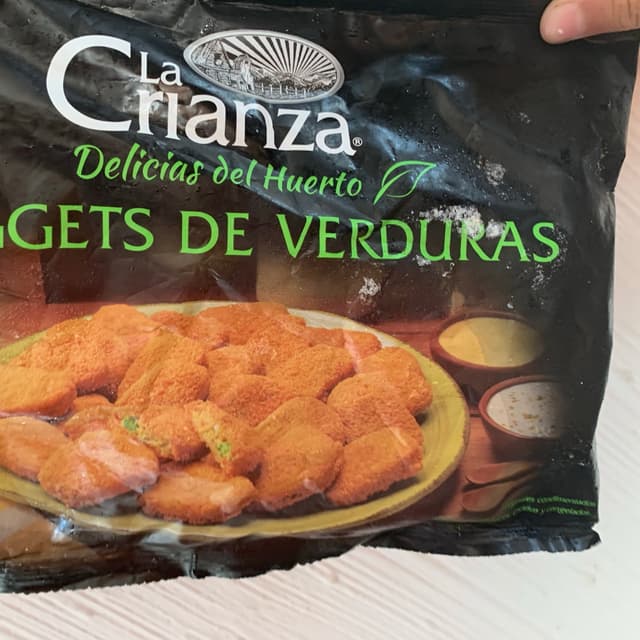 La
Crianza®
Delicias del Huerto
GGETS DE VERDURAS